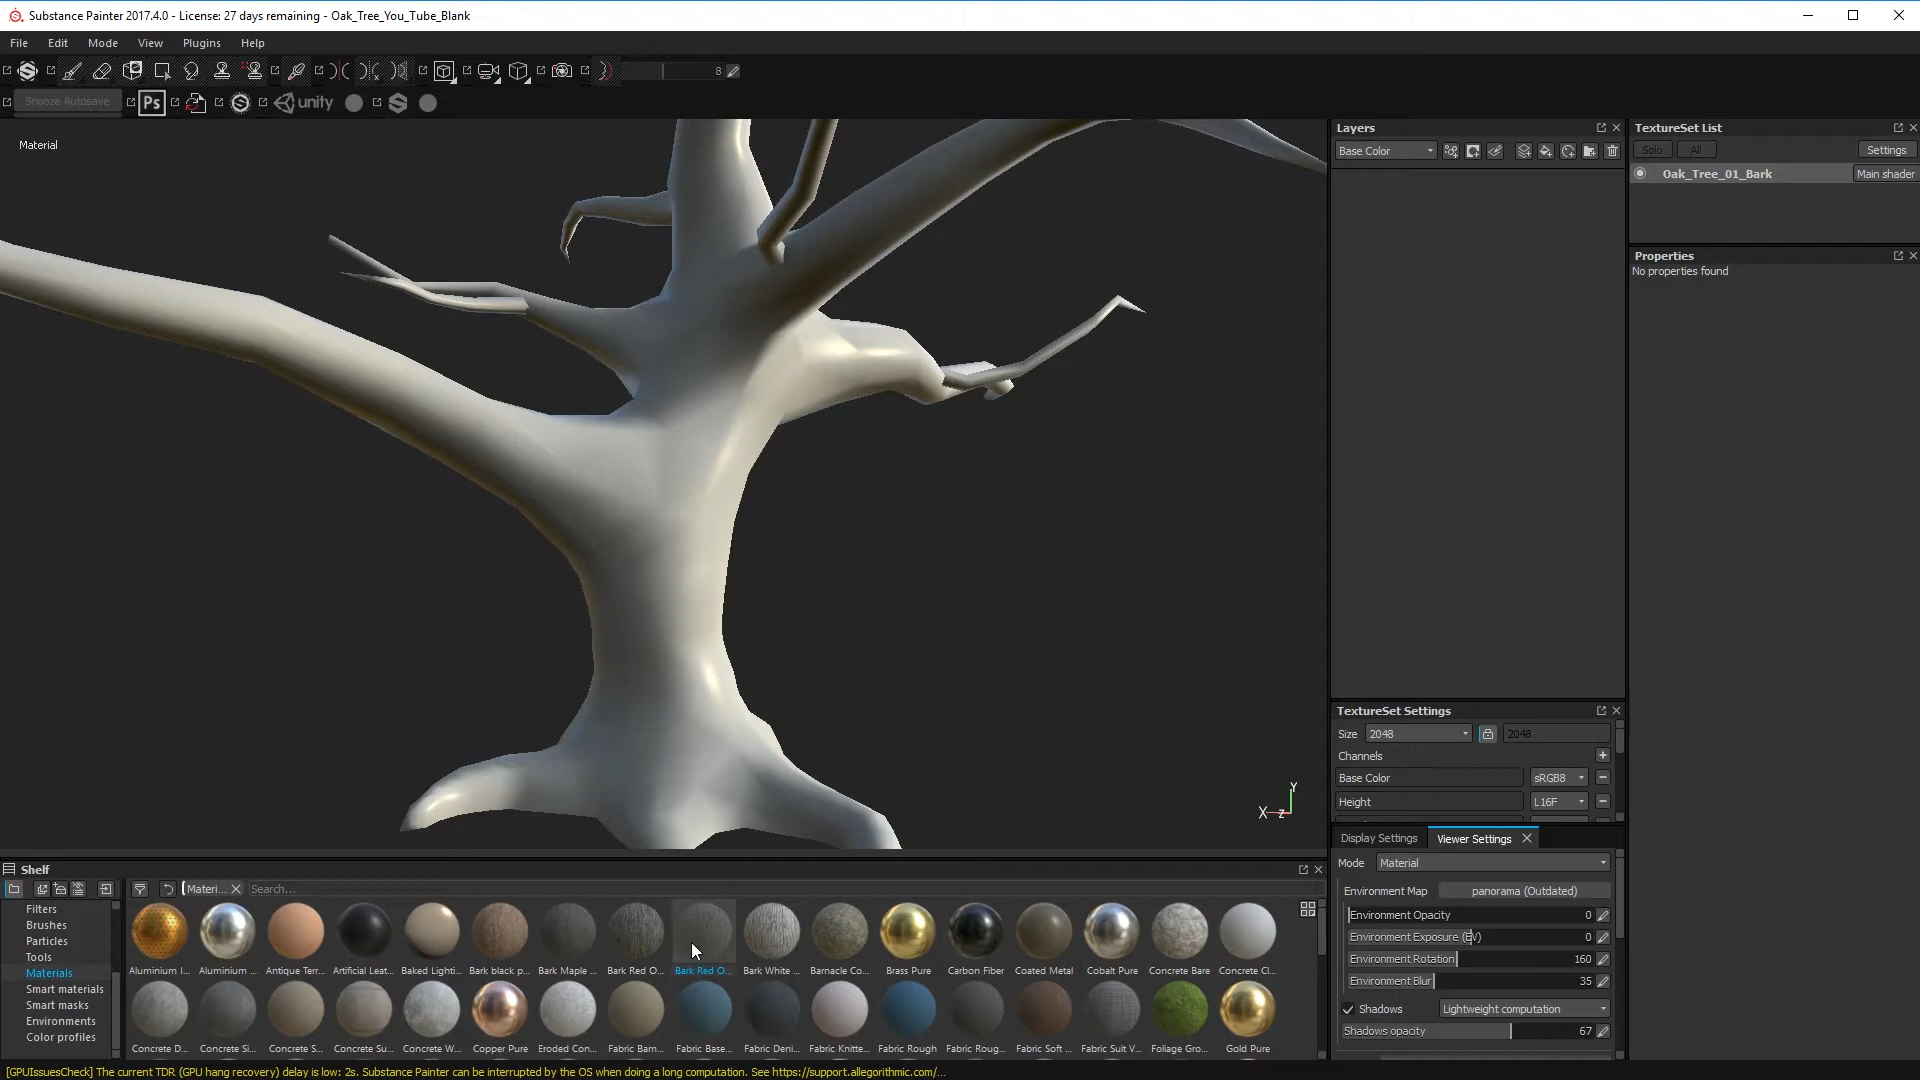 Substance Painter 2017.4.0 - License: 27 days remaining - Oak_Tree_You_Tube_Blank
File Edit Mode View Plugins Help
8
Snooze Autosave Ps unity
Material
Layers
Base Color
TextureSet List
Solo All Settings
Oak_Tree_01_Bark Main shader
Properties
No properties found
X Z Y
TextureSet Settings
Size 2048 2048
Channels
Base Color sRGB8
Height L16F
Display Settings Viewer Settings
Mode Material
Environment Map panorama (Outdated)
Environment Opacity 0
Environment Exposure (EV) 0
Environment Rotation 160
Environment Blur 35
Shadows Lightweight computation
Shadows opacity 67
Shelf
Materi... Search...
Filters
Brushes
Particles
Tools
Materials
Smart materials
Smart masks
Environments
Color profiles
Aluminium I... Aluminium ... Antique Terr... Artificial Leat... Baked Lighti... Bark black p... Bark Maple ... Bark Red O... Bark Red O... Bark White ... Barnacle Co... Brass Pure Carbon Fiber Coated Metal Cobalt Pure Concrete Bare Concrete Cl...
Concrete D... Concrete Si... Concrete S... Concrete Su... Concrete W... Copper Pure Eroded Con... Fabric Bam... Fabric Base... Fabric Deni... Fabric Knitte... Fabric Rough Fabric Roug... Fabric Soft ... Fabric Suit V... Foliage Gro... Gold Pure
[GPUIssuesCheck] The current TDR (GPU hang recovery) delay is low: 2s. Substance Painter can be interrupted by the OS when doing a long computation. See https://support.allegorithmic.com/...